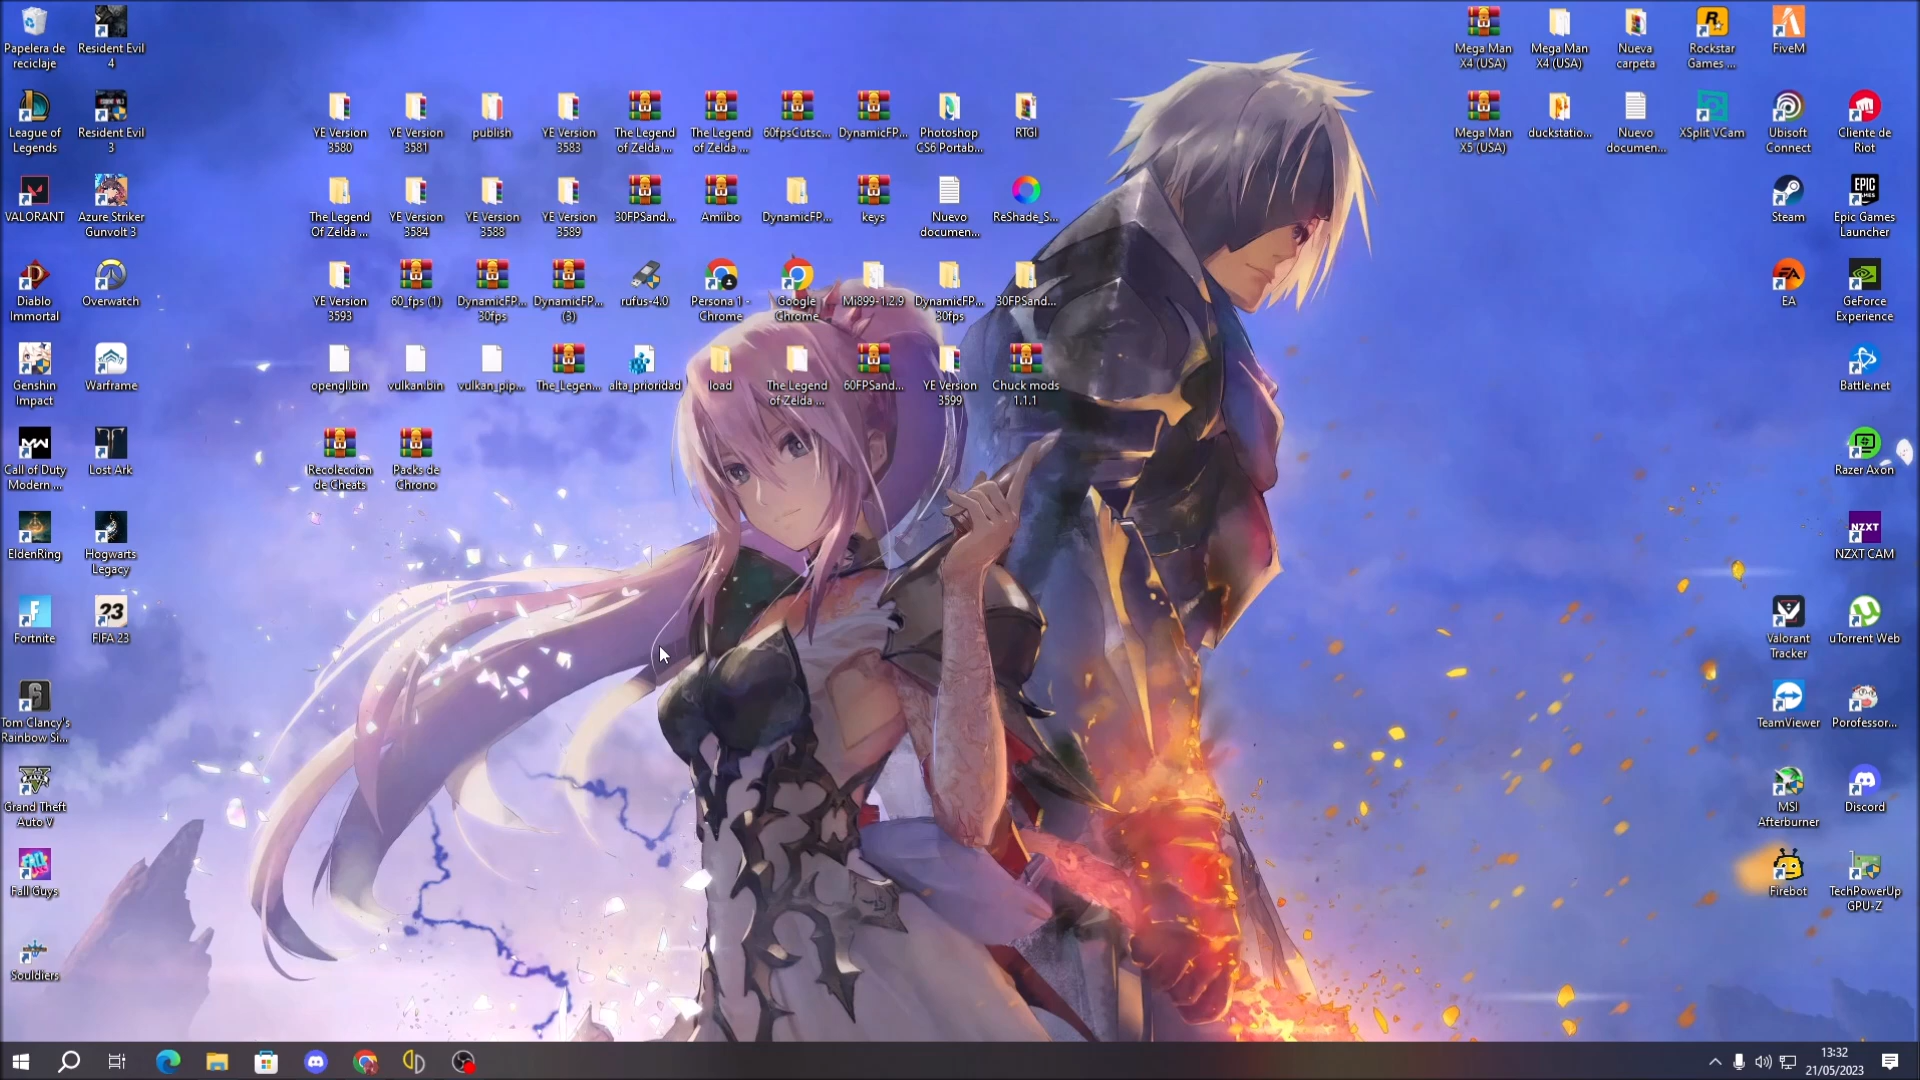 Papelera de
reciclaje
Resident Evil
4
Mega Man
X4 (USA)
Mega Man
X4 (USA)
Nueva
carpeta
Rockstar
Games ...
FiveM
League of
Legends
Resident Evil
3
YE Version
3580
YE Version
3581
publish
YE Version
3583
The Legend
of Zelda ...
The Legend
of Zelda ...
60fpsCutsc...
DynamicFP...
Photoshop
CS6 Portab...
RTGI
Mega Man
X5 (USA)
duckstatio...
Nuevo
documen...
XSplit VCam
Ubisoft
Connect
Cliente de
Riot
VALORANT
Azure Striker
Gunvolt 3
The Legend
Of Zelda ...
YE Version
3584
YE Version
3588
YE Version
3589
30FPSand...
Amiibo
DynamicFP...
keys
Nuevo
documen...
ReShade_S...
Steam
EPIC
GAMES
Epic Games
Launcher
Diablo
Immortal
Overwatch
YE Version
3593
60_fps (1)
DynamicFP...
30fps
DynamicFP...
(3)
rufus-4.0
Persona 1 -
Chrome
Google
Chrome
Mi899-1.2.9
DynamicFP...
30fps
30FPSand...
EA
EA
GeForce
Experience
Genshin
Impact
Warframe
opengl.bin
vulkan.bin
vulkan_pip...
The_Legen...
alta_prioridad
load
The Legend
of Zelda ...
60FPSand...
YE Version
3599
Chuck mods
1.1.1
Battle.net
MW
Call of Duty
Modern ...
Lost Ark
Recoleccion
de Cheats
Packs de
Chrono
Razer Axon
EldenRing
Hogwarts
Legacy
NZXT
NZXT CAM
F
Fortnite
23
FIFA 23
Valorant
Tracker
uTorrent Web
Tom Clancy's
Rainbow Si...
TeamViewer
Porofessor...
Grand Theft
Auto V
MSI
Afterburner
Discord
Fall Guys
Firebot
TechPowerUp
GPU-Z
Souldiers
13:32
21/05/2023